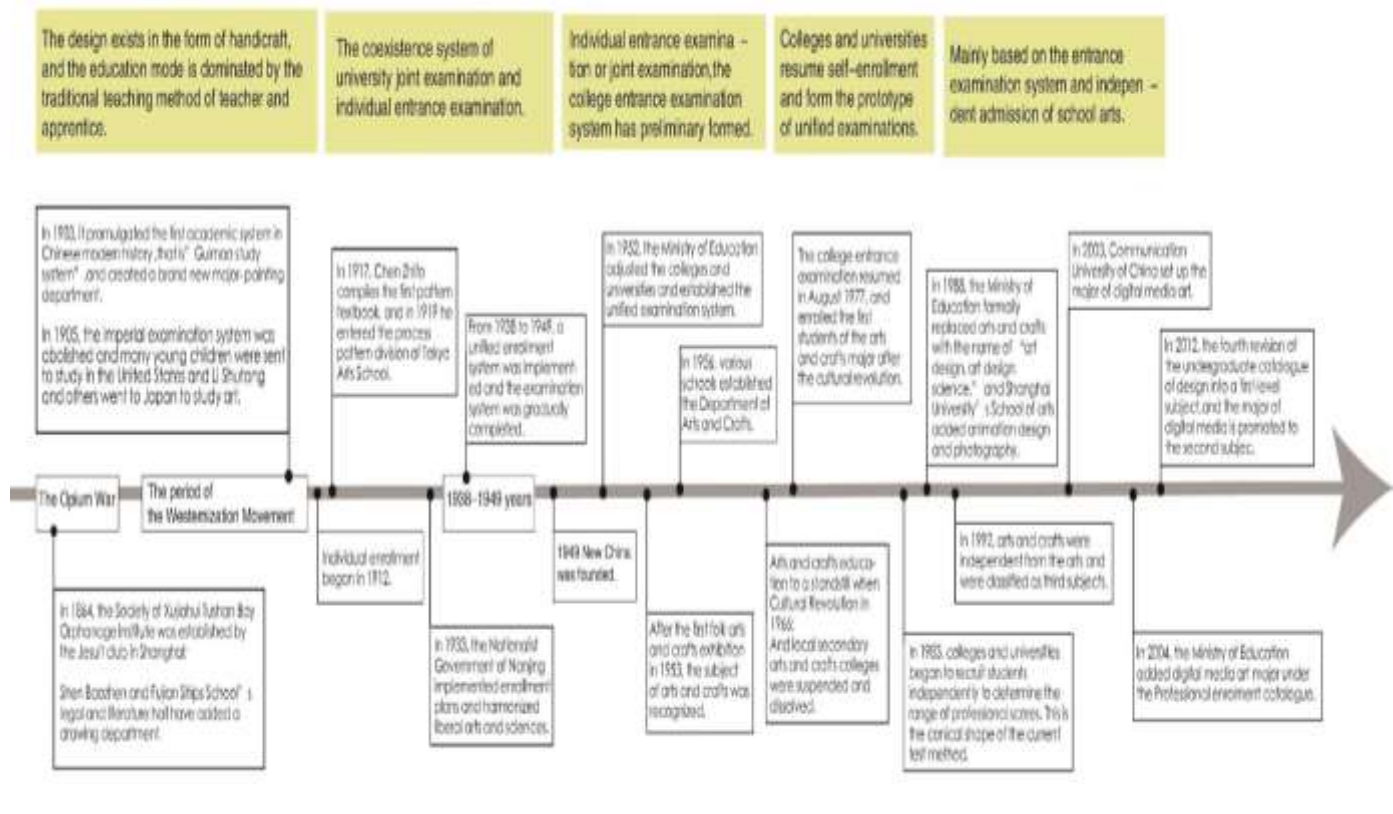 The design exists in the form of handicraft,
and the education mode is dominated by the
traditional teaching method of teacher and
apprentice.
The coexistence system of
university joint examination and
individual entrance examination.
Individual entrance examina –
tion or joint examination,the
college entrance examination
system has preliminary formed.
Colleges and universities
resume self-enrollment
and form the prototype
of unified examinations.
Mainly based on the entrance
examination system and indepen –
dent admission of school arts.
In 1903, it promulgated the first academic system in
Chinese modern history ,that is" Guimao study
system" ,and created a brand new major-painting
department.
In 1905, the imperial examination system was
abolished and many young children were sent
to study in the United States and Li Shutong
and others went to Japan to study art.
In 1917, Chen Zhifo
compiles the first pattern
textbook, and in 1919 he
entered the process
pattern division of Tokyo
Arts School.
From 1938 to 1949, a
unified enrollment
system was implement
ed and the examination
system was gradually
completed.
In 1952, the Ministry of Education
adjusted the colleges and
universities and established the
unified examination system.
In 1956, various
schools established
the Department of
Arts and Crafts.
The college entrance
examination resumed
in August 1977, and
enrolled the first
students of the arts
and crafts major after
the cultural revolution.
In 1988, the Ministry of
Education formally
replaced arts and crafts
with the name of "art
design, art design
science," and Shanghai
University' s School of arts
added animation design
and photography.
In 2003, Communication
University of China set up the
major of digital media art.
In 2012, the fourth revision of
the undergraduate catalogue
of design into a first level
subject,and the major of
digital media is promoted to
the second subjec.
The Opium War
The period of
the Westernization Movement
1938-1949 years
Individual enrollment
began in 1912.
1949 New China
was founded.
In 1864, the Society of Xujiahui Tushan Bay
Orphanage Institute was established by
the Jesuit club in Shanghai
Shen Baozhen and Fujian Ships School' s
legal and literature hall have added a
drawing department.
In 1933, the Nationalist
Government of Nanjing
implemented enrollment
plans and harmonized
liberal arts and sciences.
After the first folk arts
and crafts exhibition
in 1953, the subject
of arts and crafts was
recognized.
Arts and crafts educa-
tion to a standstill when
Cultural Revolution in
1966;
And local secondary
arts and crafts colleges
were suspended and
dissolved.
In 1983, colleges and universities
began to recruit students
independently to determine the
range of professional scores. This is
the conical shape of the current
test method.
In 1992, arts and crafts were
independent from the arts and
were classified as third subjects.
In 2004, the Ministry of Education
added digital media art major under
the Professional catalogue.